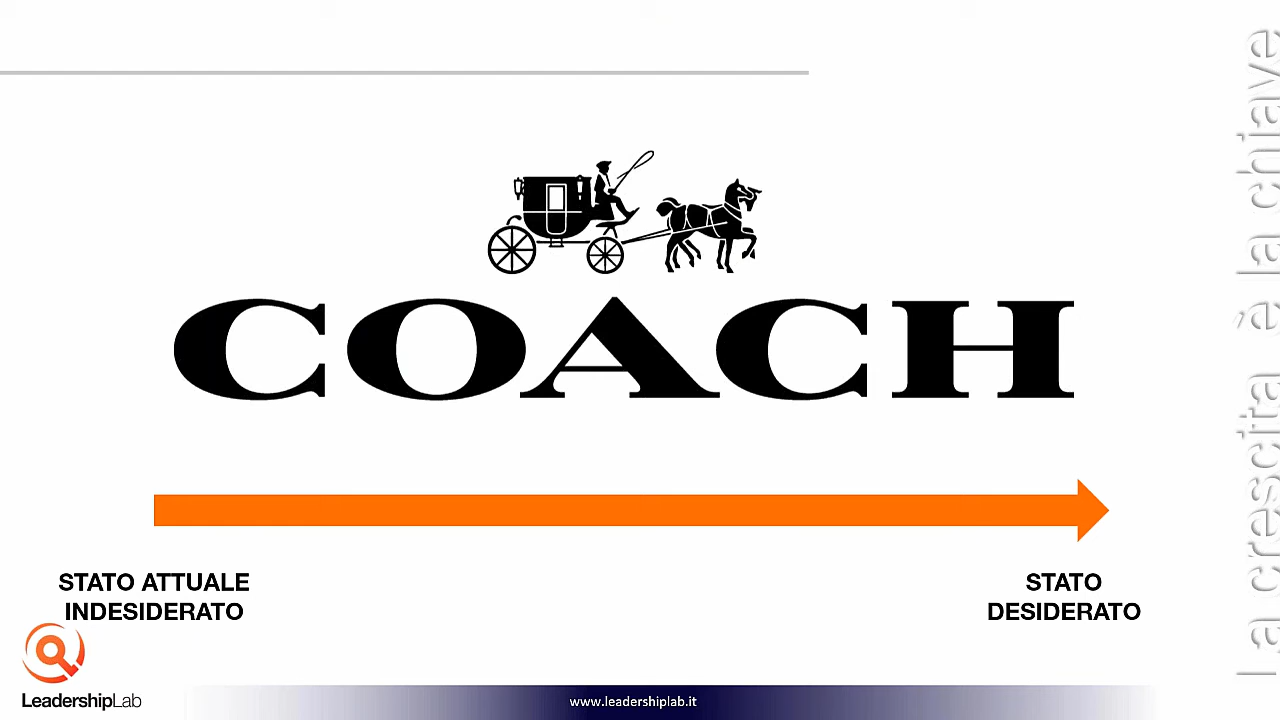 COACH
STATO ATTUALE
INDESIDERATO
STATO
DESIDERATO
LeadershipLab
www.leadershiplab.it
La crescita è la chiave